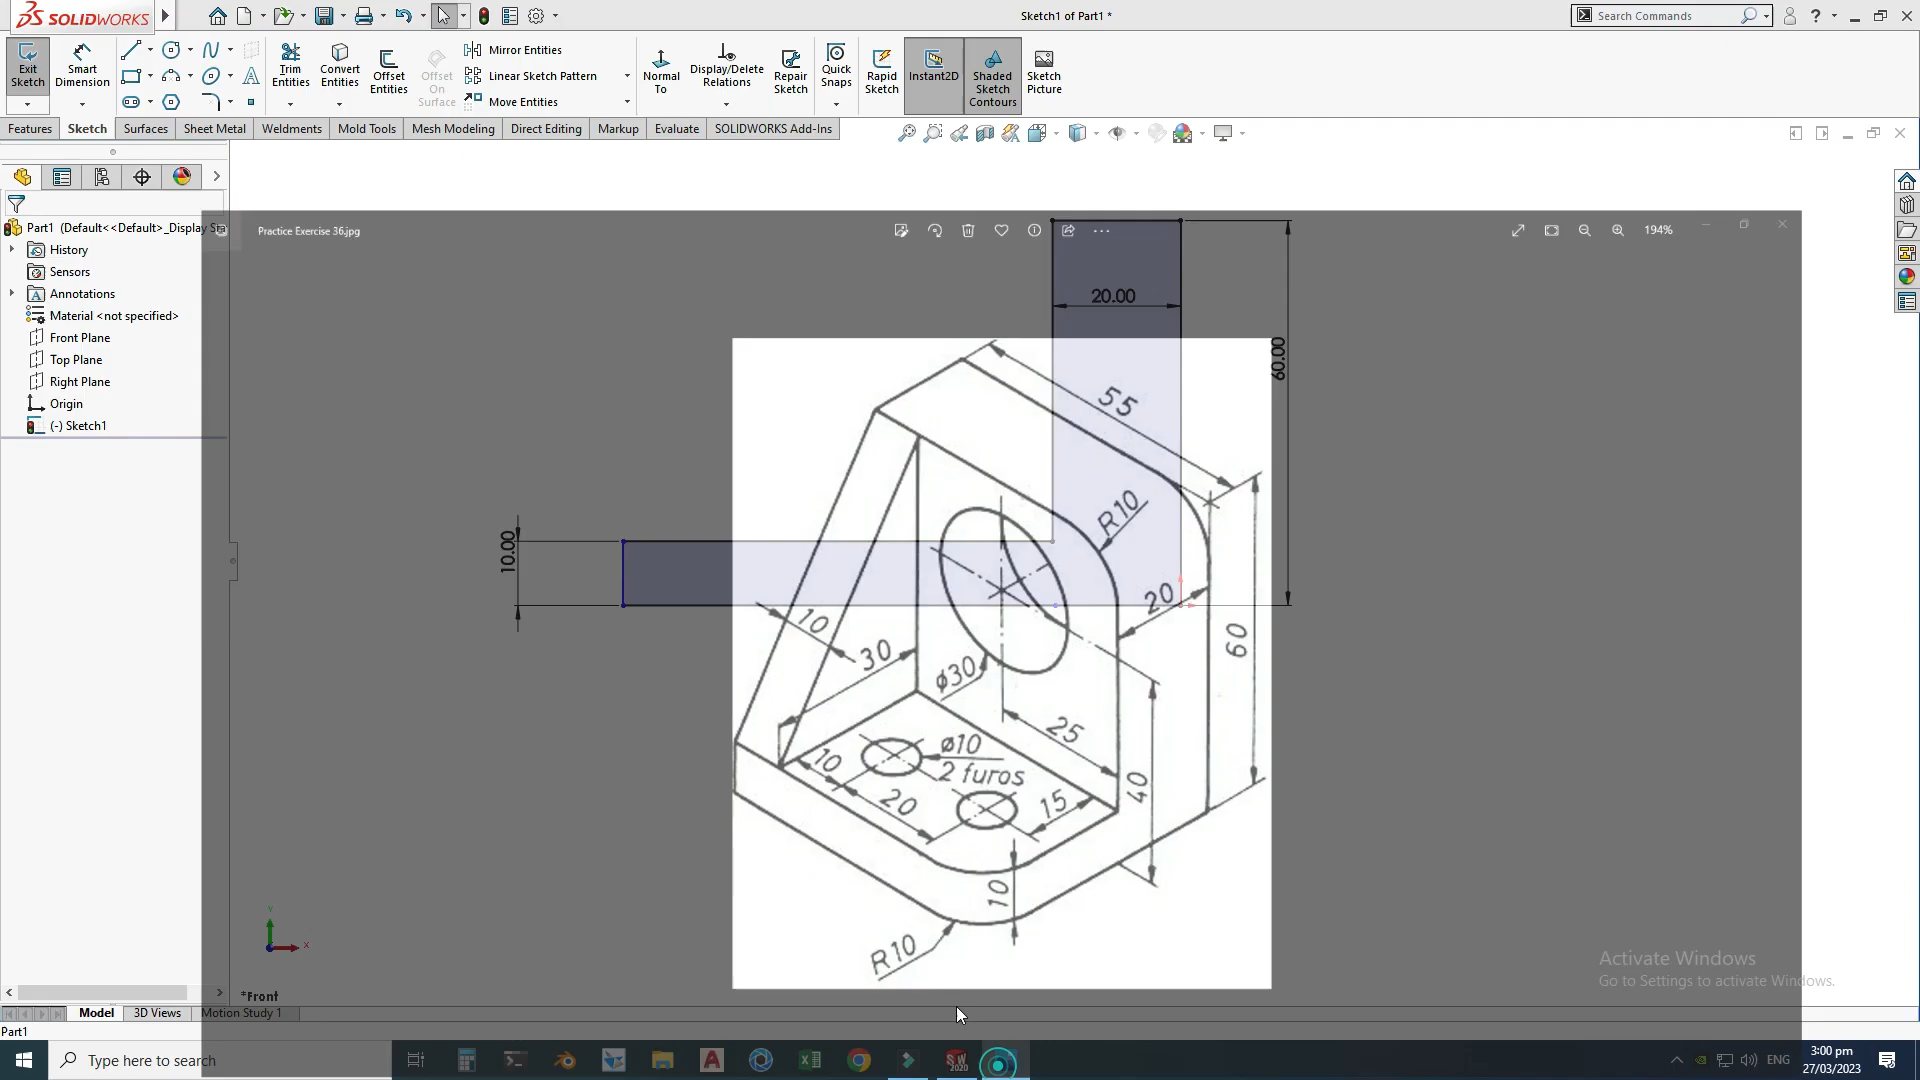 SOLIDWORKS
Sketch1 of Part1 *
Search Commands
Exit Sketch
Smart Dimension
Trim Entities
Convert Entities
Offset Entities
Offset On Surface
Mirror Entities
Linear Sketch Pattern
Move Entities
Normal To
Display/Delete Relations
Repair Sketch
Quick Snaps
Rapid Sketch
Instant2D
Shaded Sketch Contours
Sketch Picture
Features
Sketch
Surfaces
Sheet Metal
Weldments
Mold Tools
Mesh Modeling
Direct Editing
Markup
Evaluate
SOLIDWORKS Add-Ins
Part1 (Default<<Default>_Display Sta
History
Sensors
Annotations
Material <not specified>
Front Plane
Top Plane
Right Plane
Origin
(-) Sketch1
Practice Exercise 36.jpg
194%
20.00
60.00
10.00
55
R10
20
60
10
30
ø30
25
ø10
2 furos
10
20
15
40
10
R10
Y
X
*Front
Activate Windows
Go to Settings to activate Windows.
Model
3D Views
Motion Study 1
Part1
Type here to search
SW
2020
ENG
3:00 pm
27/03/2023